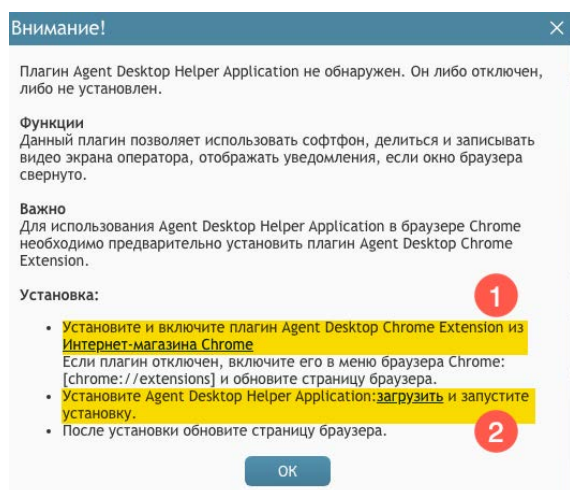 Внимание!
Плагин Agent Desktop Helper Application не обнаружен. Он либо отключен,
либо не установлен.
Функции
Данный плагин позволяет использовать софтфон, делиться и записывать
видео экрана оператора, отображать уведомления, если окно браузера
свернуто.
Важно
Для использования Agent Desktop Helper Application в браузере Chrome
необходимо предварительно установить плагин Agent Desktop Chrome
Extension.
Установка:
1
• Установите и включите плагин Agent Desktop Chrome Extension из
Интернет-магазина Chrome
Если плагин отключен, включите его в меню браузера Chrome:
[chrome://extensions] и обновите страницу браузера.
• Установите Agent Desktop Helper Application:загрузить и запустите
установку.
2
• После установки обновите страницу браузера.
ОК